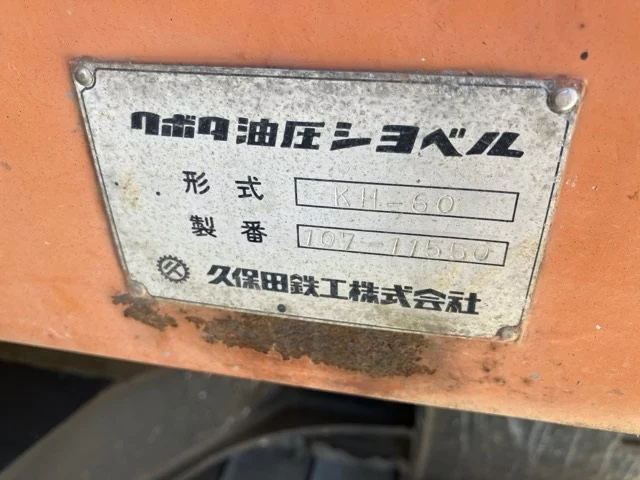 クボタ油圧ショベル
形式 KH-60
製番 107-11560
久保田鉄工株式会社